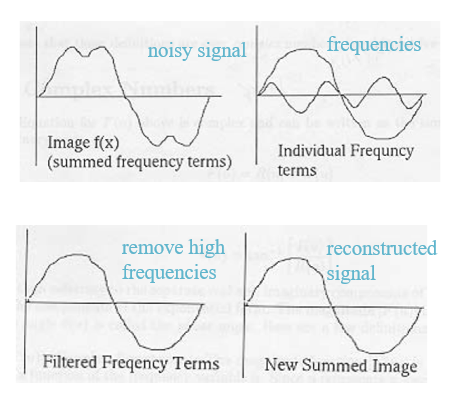 noisy signal
Image f(x)
(summed frequency terms)
frequencies
Individual Frequncy
terms
remove high
frequencies
Filtered Freqency Terms
reconstructed
signal
New Summed Image